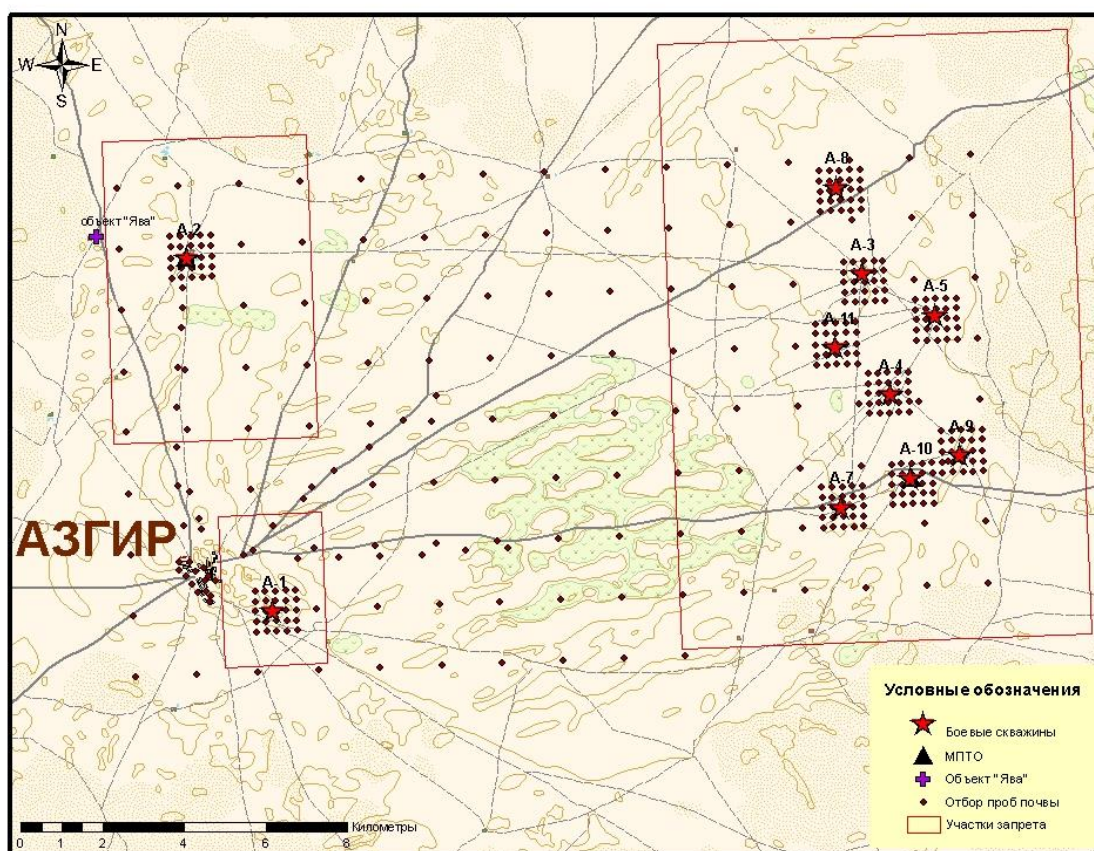 N
W E
S
А-8
объект "Ява"
А-2
А-3
А-5
А-11
А-4
А-9
А-10
А-7
АЗГИР
А-1
Условные обозначения
Боевые скважины
МПТО
Объект "Ява"
Отбор проб почвы
Участки запрета
Километры
0 1 2 4 6 8